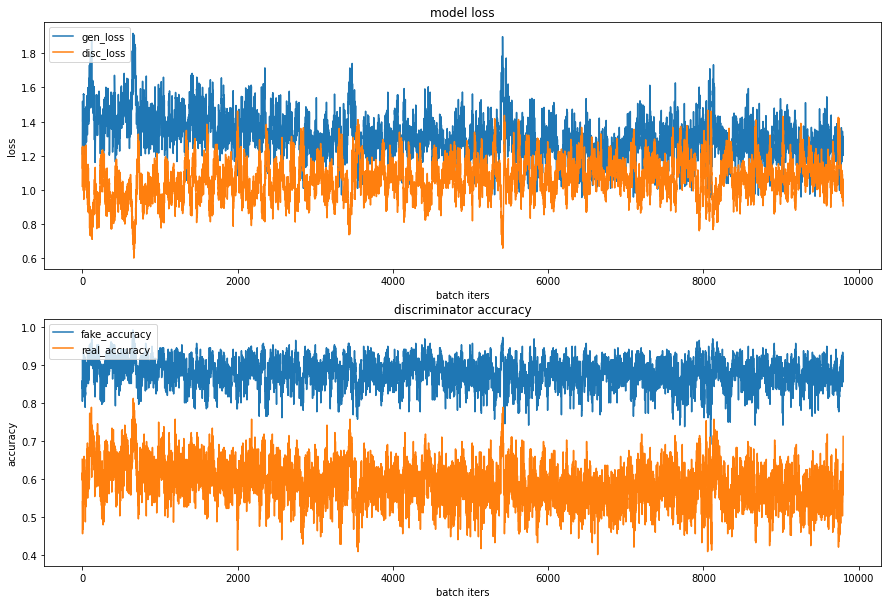 model loss
gen_loss
disc_loss
1.8
1.6
1.4
1.2
1.0
0.8
0.6
loss
0
2000
4000
6000
8000
10000
batch iters
discriminator accuracy
fake_accuracy
real_accuracy
1.0
0.9
0.8
0.7
0.6
0.5
0.4
accuracy
0
2000
4000
6000
8000
10000
batch iters